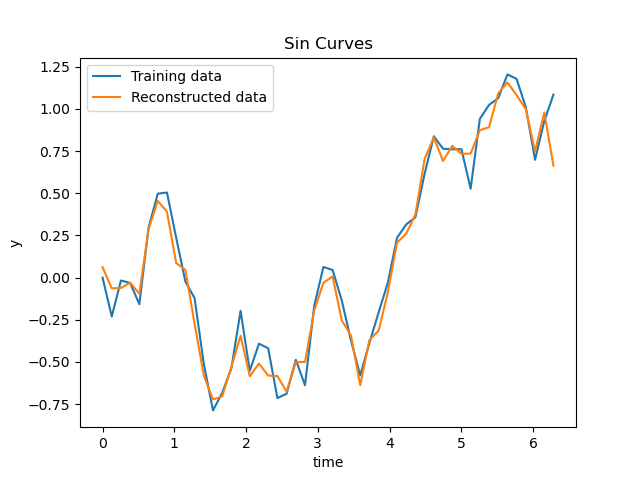 Sin Curves
Training data
Reconstructed data
1.25
1.00
0.75
0.50
0.25
0.00
−0.25
−0.50
−0.75
y
0 1 2 3 4 5 6
time